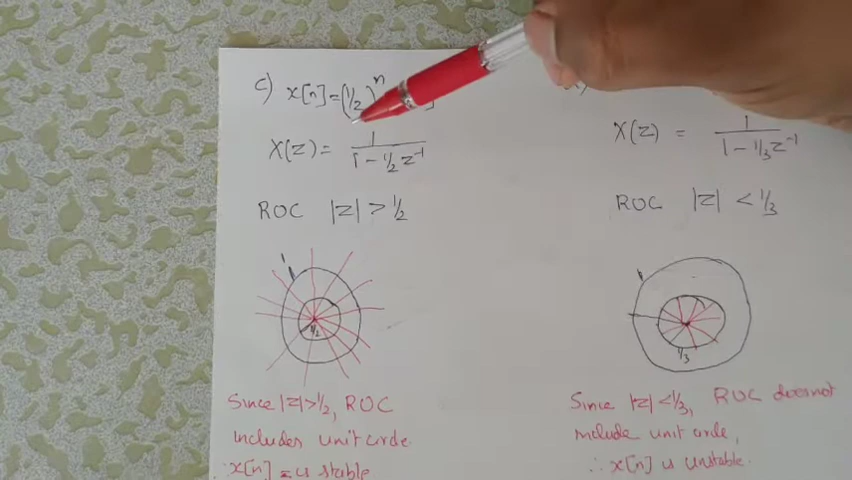 c) x[n]=(1/2)^n ]
X(z)= 1/(1-1/2z^-1)
ROC |z|>1/2
1
1/2
Since |z|>1/2, ROC
includes unit circle
∴x[n] is stable
X(z) = 1/(1-1/3z^-1)
ROC |z| <1/3
1
1/3
Since |z|<1/3, ROC does not
include unit circle,
∴ x[n] is unstable.